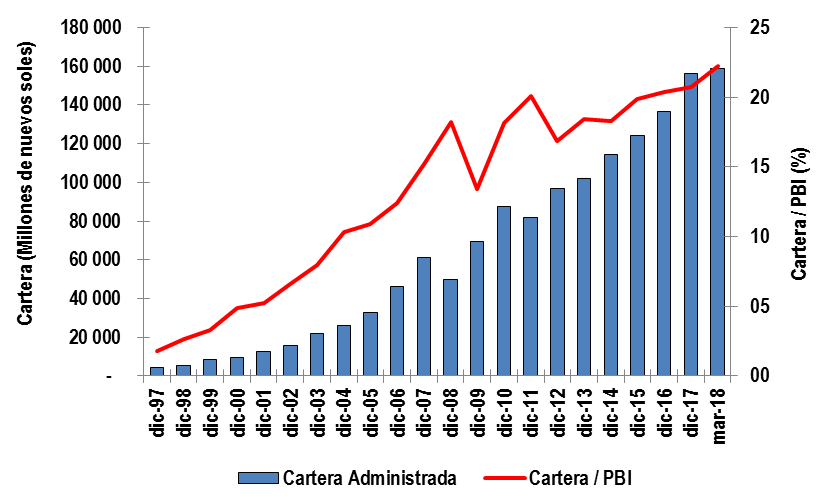 Cartera (Millones de nuevos soles)
180 000
160 000
140 000
120 000
100 000
80 000
60 000
40 000
20 000
-
25
20
15
10
05
00
Cartera / PBI (%)
dic-97
dic-98
dic-99
dic-00
dic-01
dic-02
dic-03
dic-04
dic-05
dic-06
dic-07
dic-08
dic-09
dic-10
dic-11
dic-12
dic-13
dic-14
dic-15
dic-16
dic-17
mar-18
Cartera Administrada
Cartera / PBI